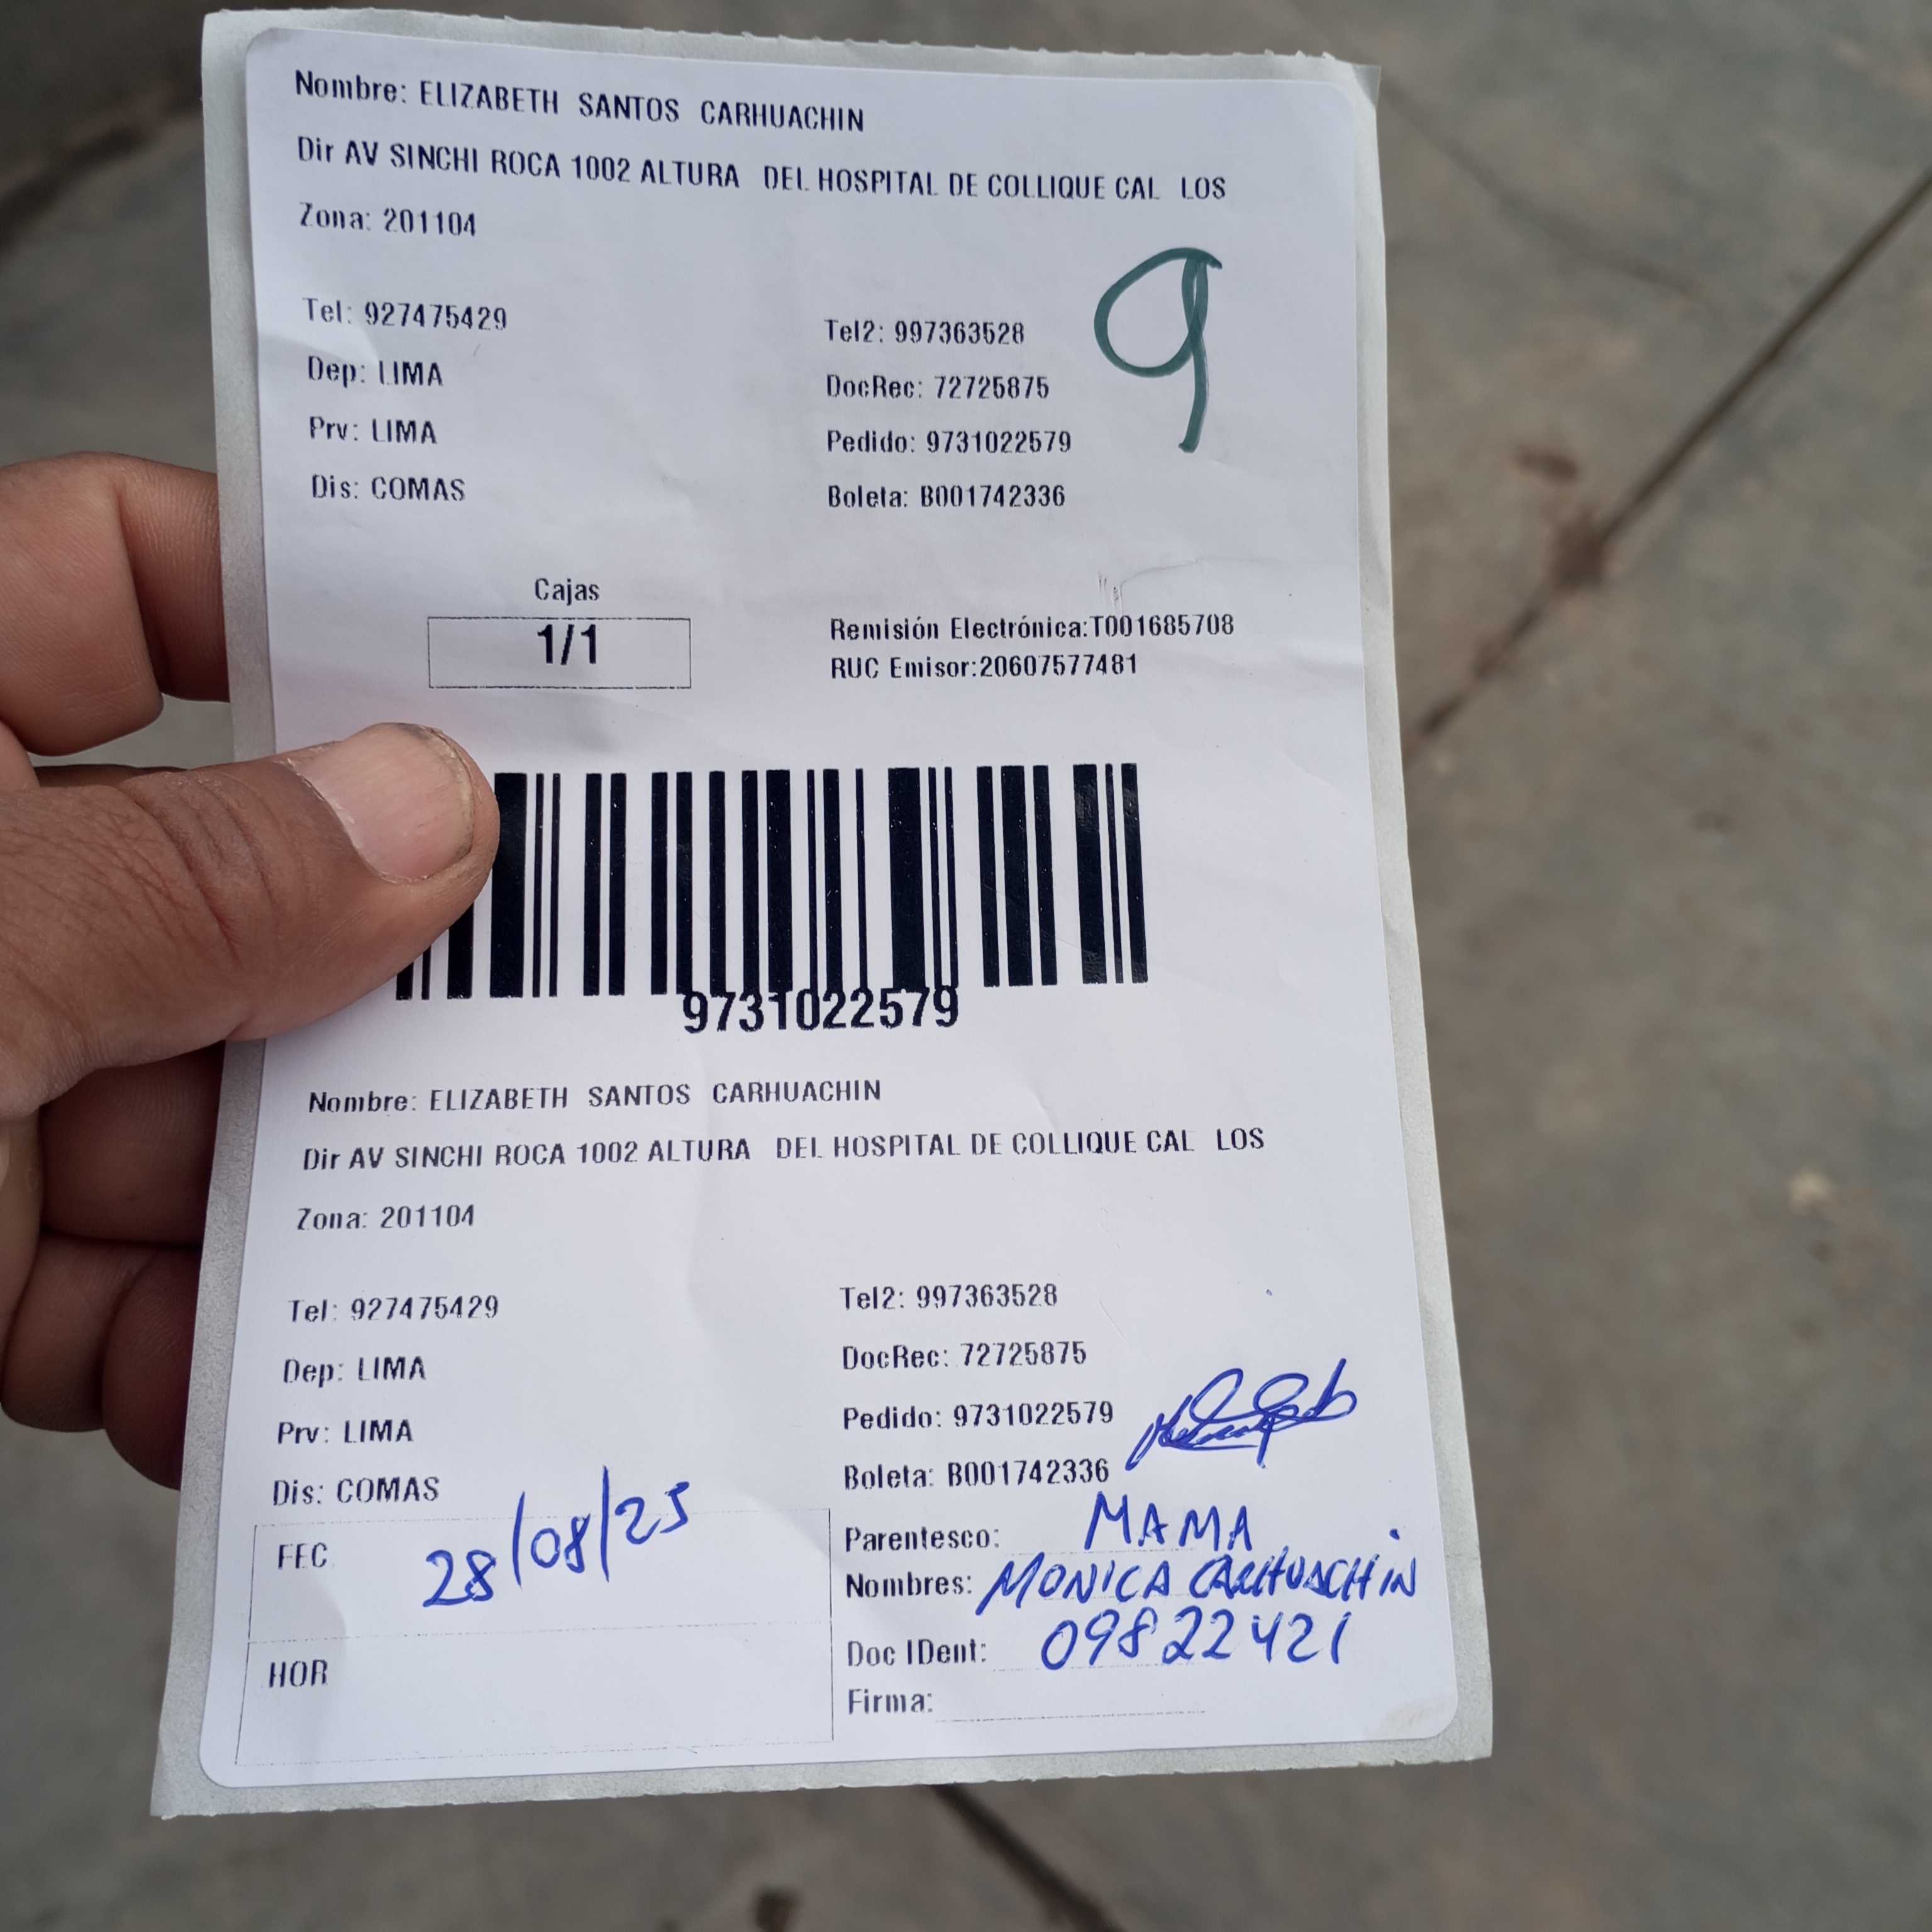 Nombre: ELIZABETH SANTOS CARHUACHIN
Dir AV SINCHI ROCA 1002 ALTURA DEL HOSPITAL DE COLLIQUE CAL LOS
Zona: 201104
9
Tel: 927475429
Tel2: 997363528
Dep: LIMA
DocRec: 72725875
Prv: LIMA
Pedido: 9731022579
Dis: COMAS
Boleta: B001742336
Cajas
1/1
Remisión Electrónica:T001685708
RUC Emisor:20607577481
9731022579
Nombre: ELIZABETH SANTOS CARHUACHIN
Dir AV SINCHI ROCA 1002 ALTURA DEL HOSPITAL DE COLLIQUE CAL LOS
Zona: 201104
Tel: 927475429
Tel2: 997363528
Dep: LIMA
DocRec: 72725875
Prv: LIMA
Pedido: 9731022579
Dis: COMAS
Boleta: B001742336
FEC 28/08/25
HOR
Parentesco: MAMA
Nombres: MONICA CARHUACHIN
Doc IDent: 09822421
Firma: